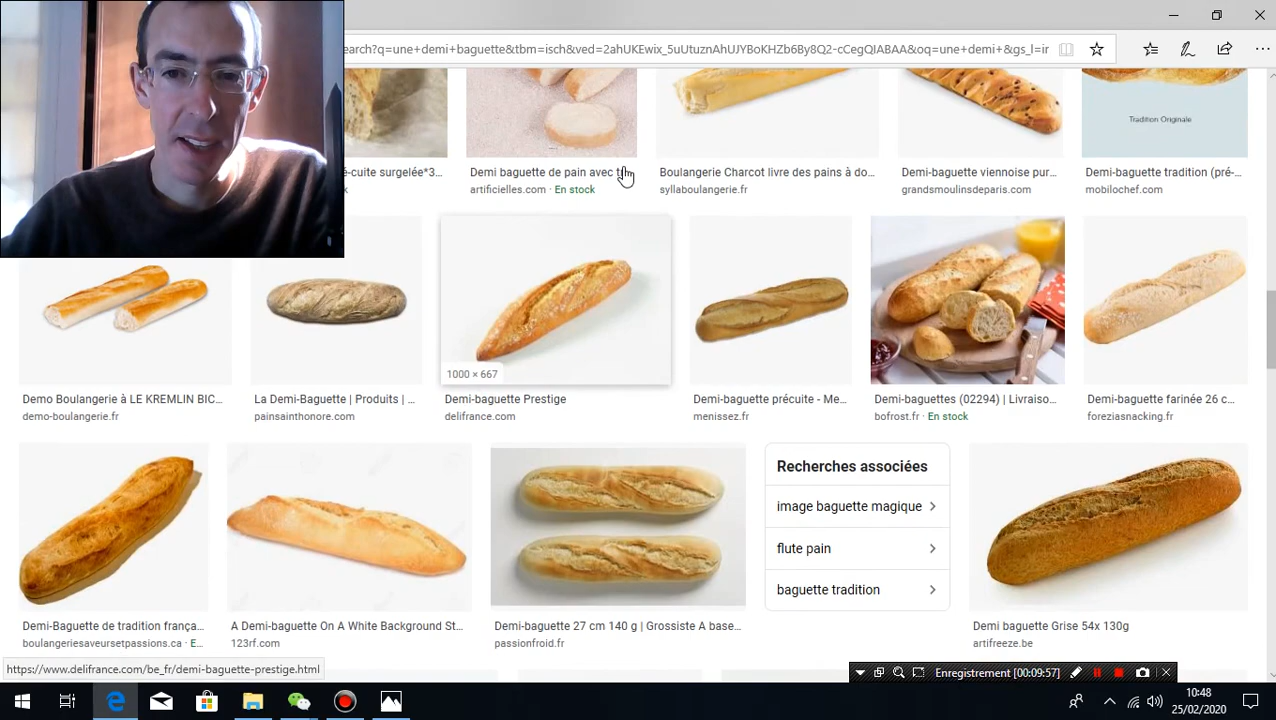 search?q=une+demi+baguette&tbm=isch&ved=2ahUKEwix_5uUtuznAhUJYBoKHZb6By8Q2-cCegQIABAA&oq=une+demi+&gs_l=ir
Tradition Originale
é-cuite surgelée*3...
Demi baguette de pain avec t
Boulangerie Charcot livre des pains à do...
Demi-baguette viennoise pur...
Demi-baguette tradition (pré-...
k
artificielles.com · En stock
syllaboulangerie.fr
grandsmoulinsdeparis.com
mobilochef.com
1000 × 667
Demo Boulangerie à LE KREMLIN BIC...
La Demi-Baguette | Produits | ...
Demi-baguette Prestige
Demi-baguette précuite - Me...
Demi-baguettes (02294) | Livraiso...
Demi-baguette farinée 26 c...
demo-boulangerie.fr
painsainthonore.com
delifrance.com
menissez.fr
bofrost.fr · En stock
foreziasnacking.fr
Recherches associées
image baguette magique
flute pain
baguette tradition
Demi-Baguette de tradition frança...
A Demi-baguette On A White Background St...
Demi-baguette 27 cm 140 g | Grossiste A base...
Demi baguette Grise 54x 130g
boulangeriesaveursetpassions.ca · E...
123rf.com
passionfroid.fr
artifreeze.be
https://www.delifrance.com/be_fr/demi-baguette-prestige.html
Enregistrement [00:09:57]
10:48
25/02/2020